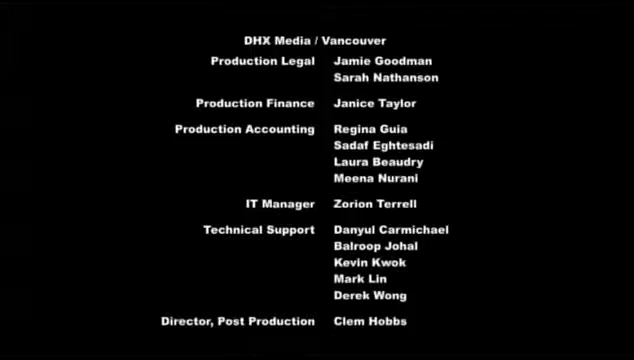 DHX Media / Vancouver
Production Legal Jamie Goodman
Sarah Nathanson
Production Finance Janice Taylor
Production Accounting Regina Guia
Sadaf Eghtesadi
Laura Beaudry
Meena Nurani
IT Manager Zorion Terrell
Technical Support Danyul Carmichael
Balroop Johal
Kevin Kwok
Mark Lin
Derek Wong
Director, Post Production Clem Hobbs